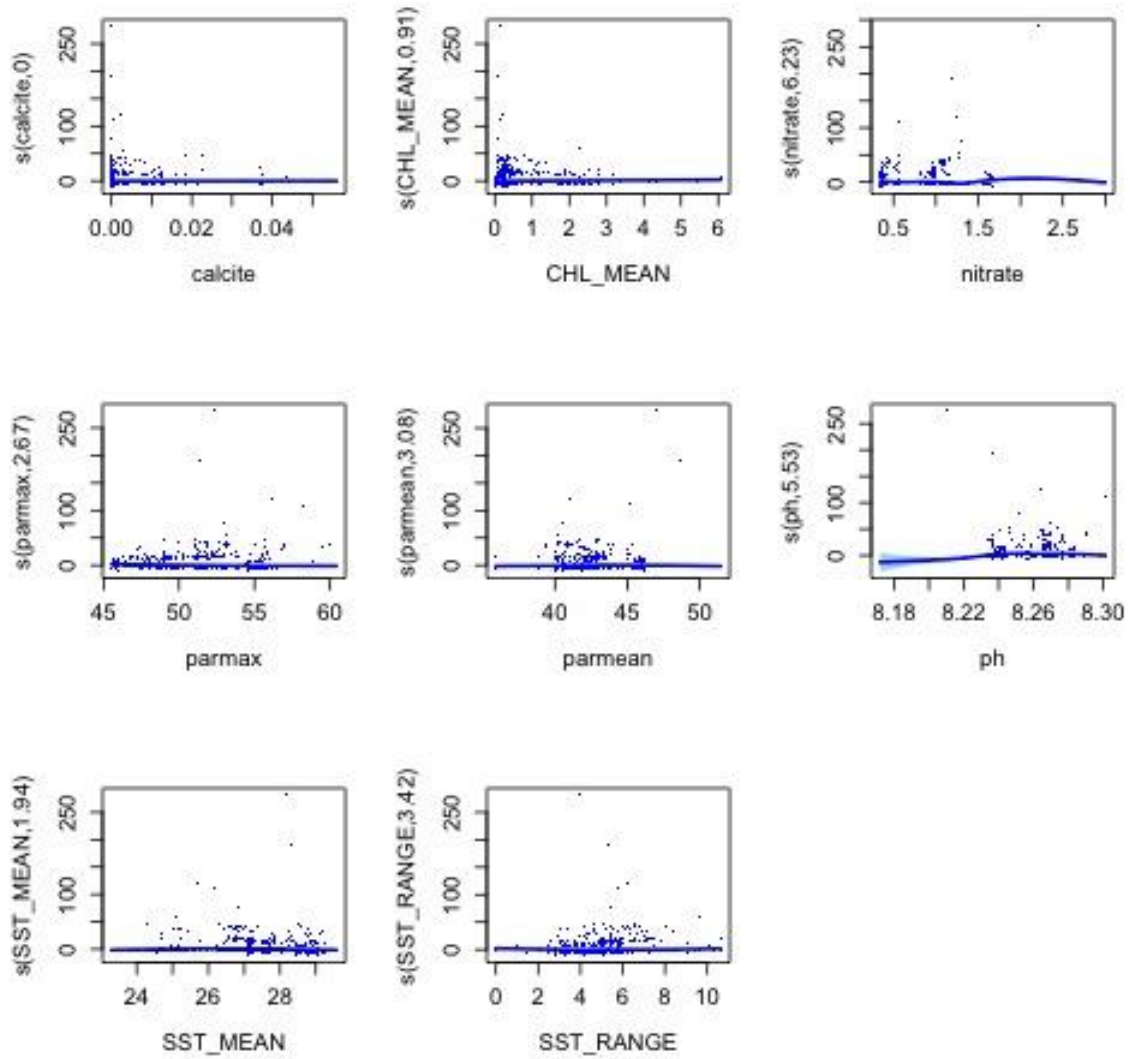 s(calcite,0)
250
100
0
0.00 0.02 0.04
calcite
s(CHL_MEAN,0.91)
250
100
0
0 1 2 3 4 5 6
CHL_MEAN
s(nitrate,6.23)
250
100
0
0.5 1.5 2.5
nitrate
s(parmax,2.67)
250
100
0
45 50 55 60
parmax
s(parmean,3.08)
250
100
0
40 45 50
parmean
s(ph,5.53)
250
100
0
8.18 8.22 8.26 8.30
ph
s(SST_MEAN,1.94)
250
100
0
24 26 28
SST_MEAN
s(SST_RANGE,3.42)
250
100
0
0 2 4 6 8 10
SST_RANGE